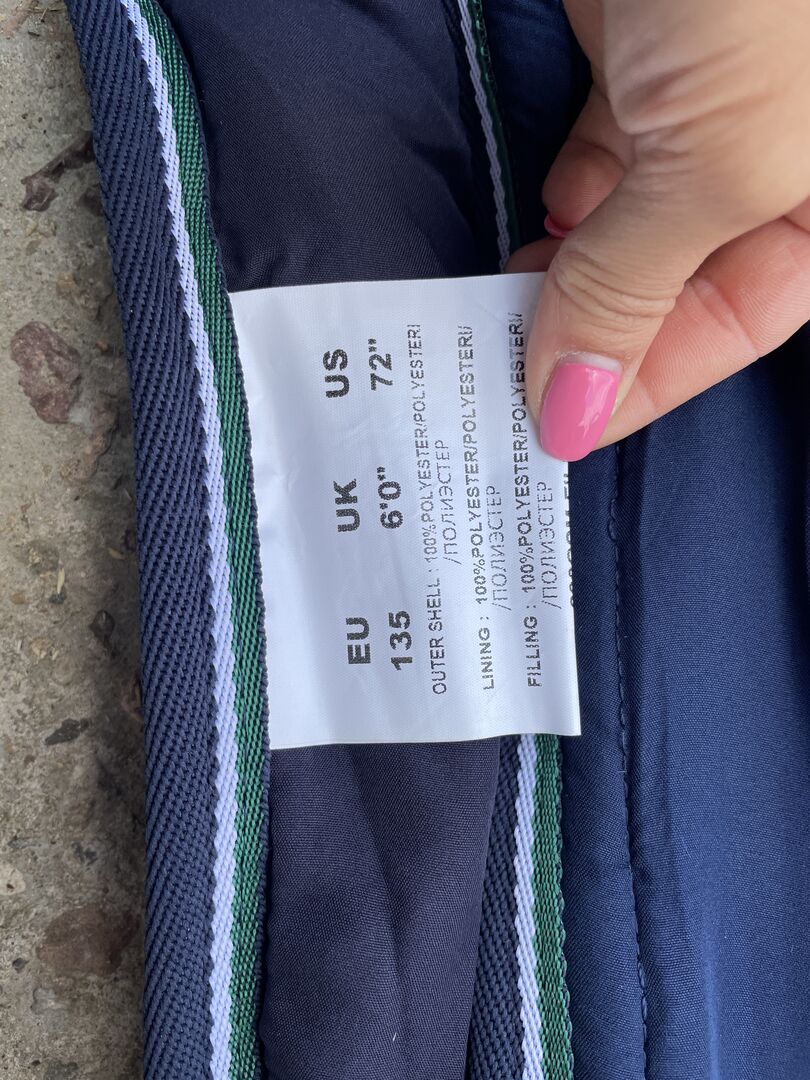 EU UK US
135 6'0" 72"
OUTER SHELL : 100%POLYESTER/POLYESTER/
/ПОЛИЭСТЕР
LINING : 100%POLYESTER/POLYESTER//
/ПОЛИЭСТЕР
FILLING : 100%POLYESTER/POLYESTER//
/ПОЛИЭСТЕР